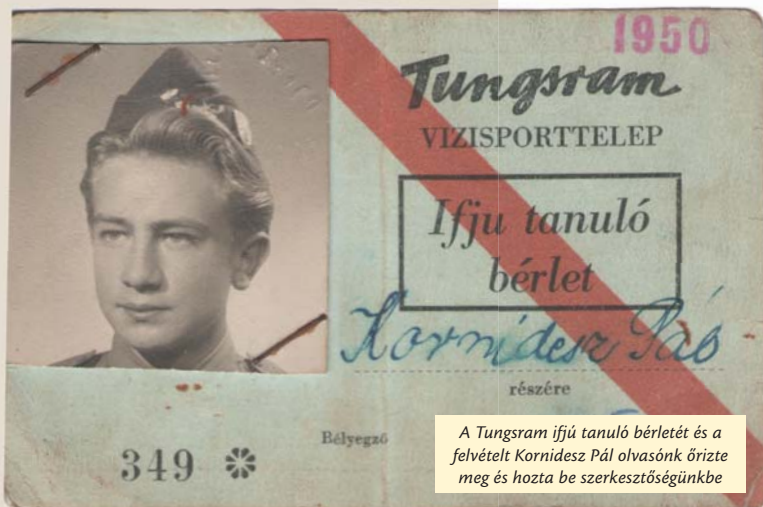 1950
Tungsram
VIZISPORTTELEP
Ifju tanuló
bérlet
Kornidesz Pál
részére
Bélyegző
349
A Tungsram ifjú tanuló bérletét és a
felvételt Kornidesz Pál olvasónk őrizte
meg és hozta be szerkesztőségünkbe